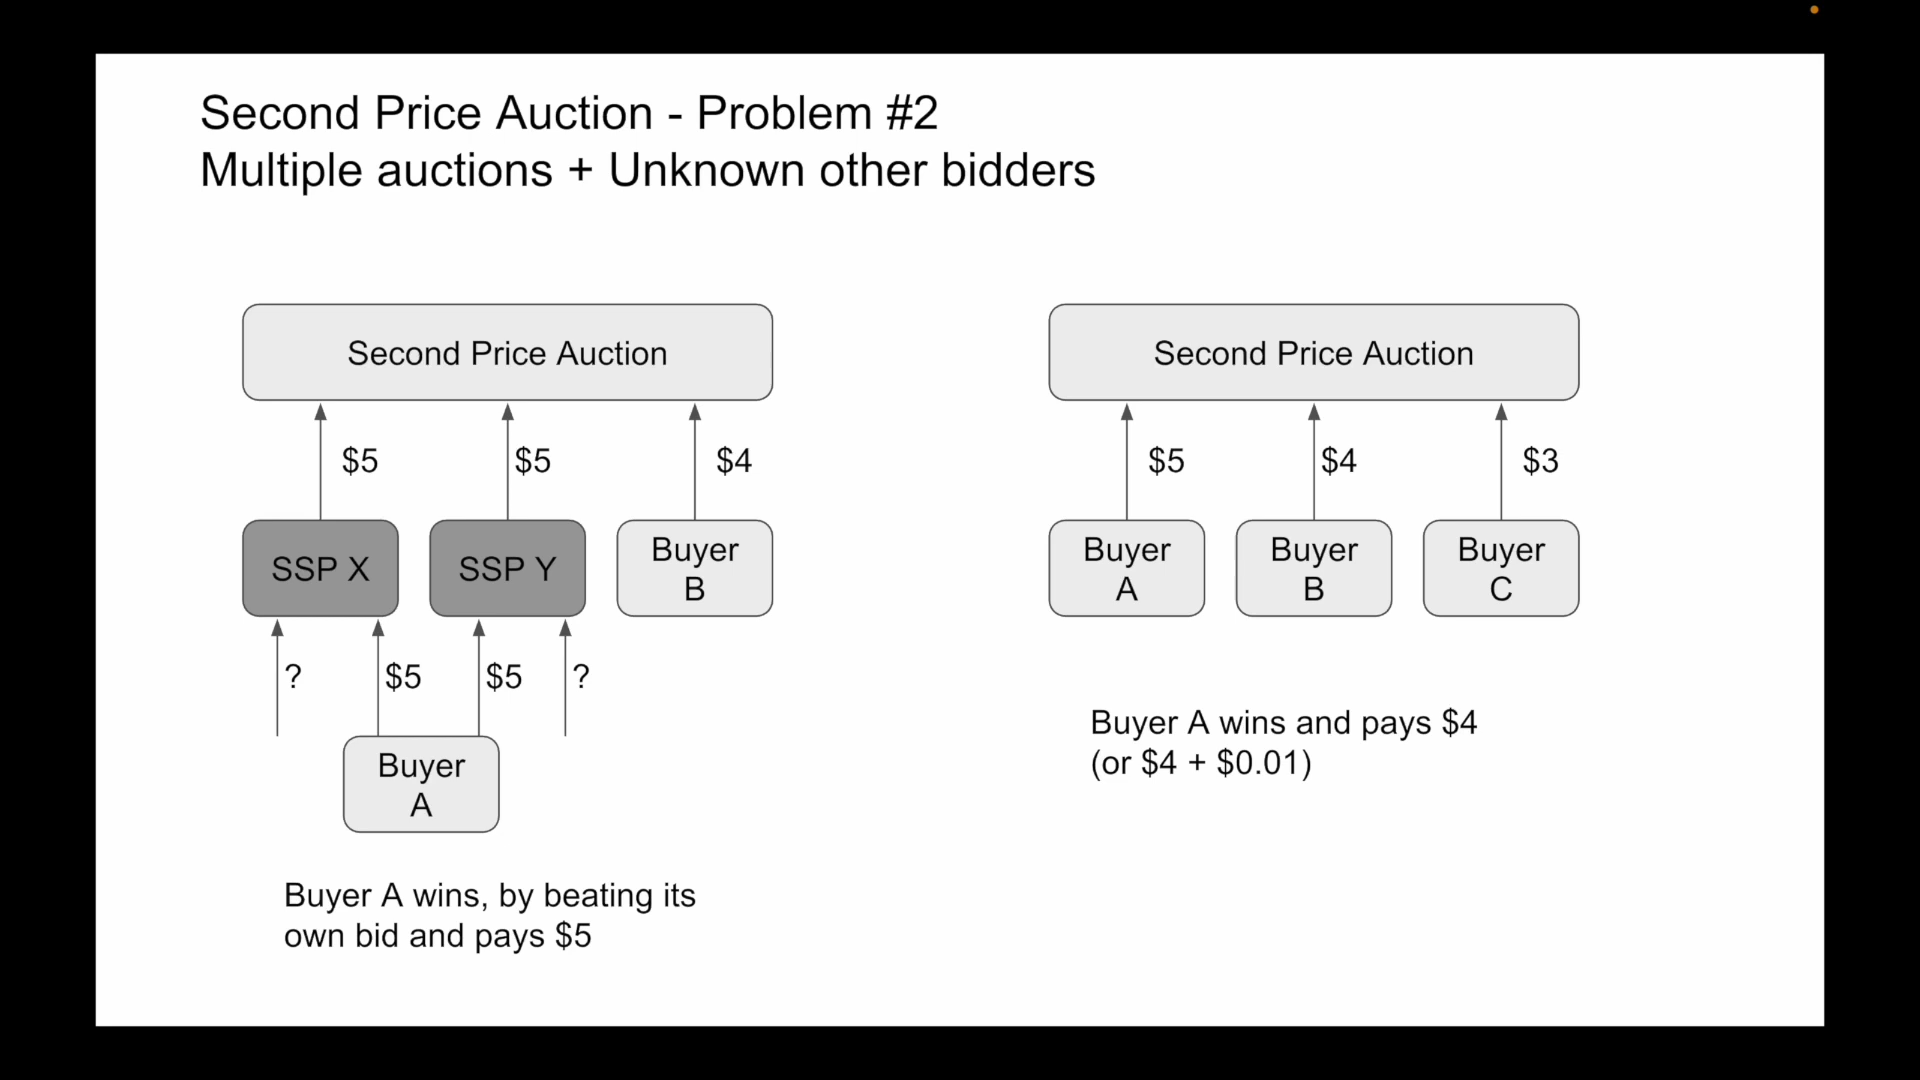 Second Price Auction - Problem #2
Multiple auctions + Unknown other bidders
Second Price Auction
$5
$5
$4
SSP X
SSP Y
Buyer
B
?
$5
$5
?
Buyer
A
Buyer A wins, by beating its
own bid and pays $5
Second Price Auction
$5
$4
$3
Buyer
A
Buyer
B
Buyer
C
Buyer A wins and pays $4
(or $4 + $0.01)